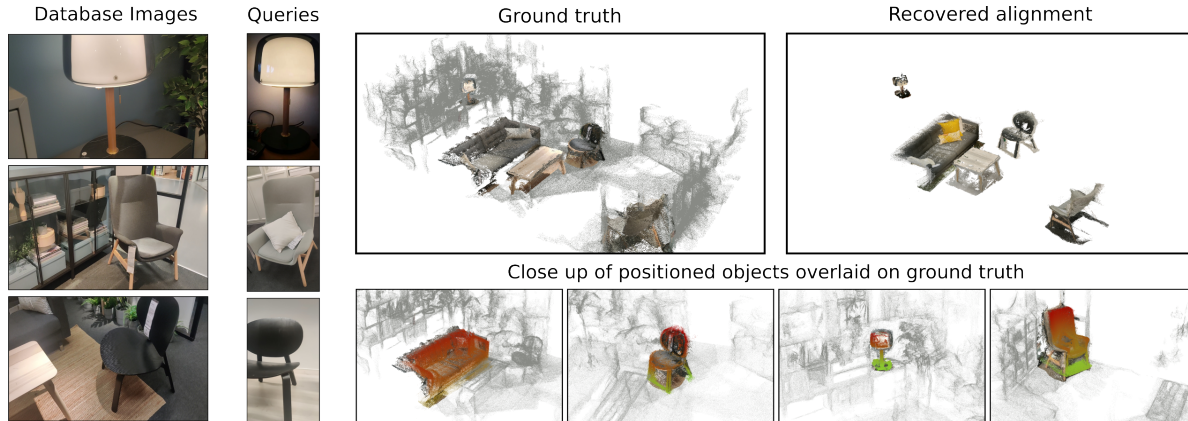 Database Images
Queries
Ground truth
Recovered alignment
Close up of positioned objects overlaid on ground truth